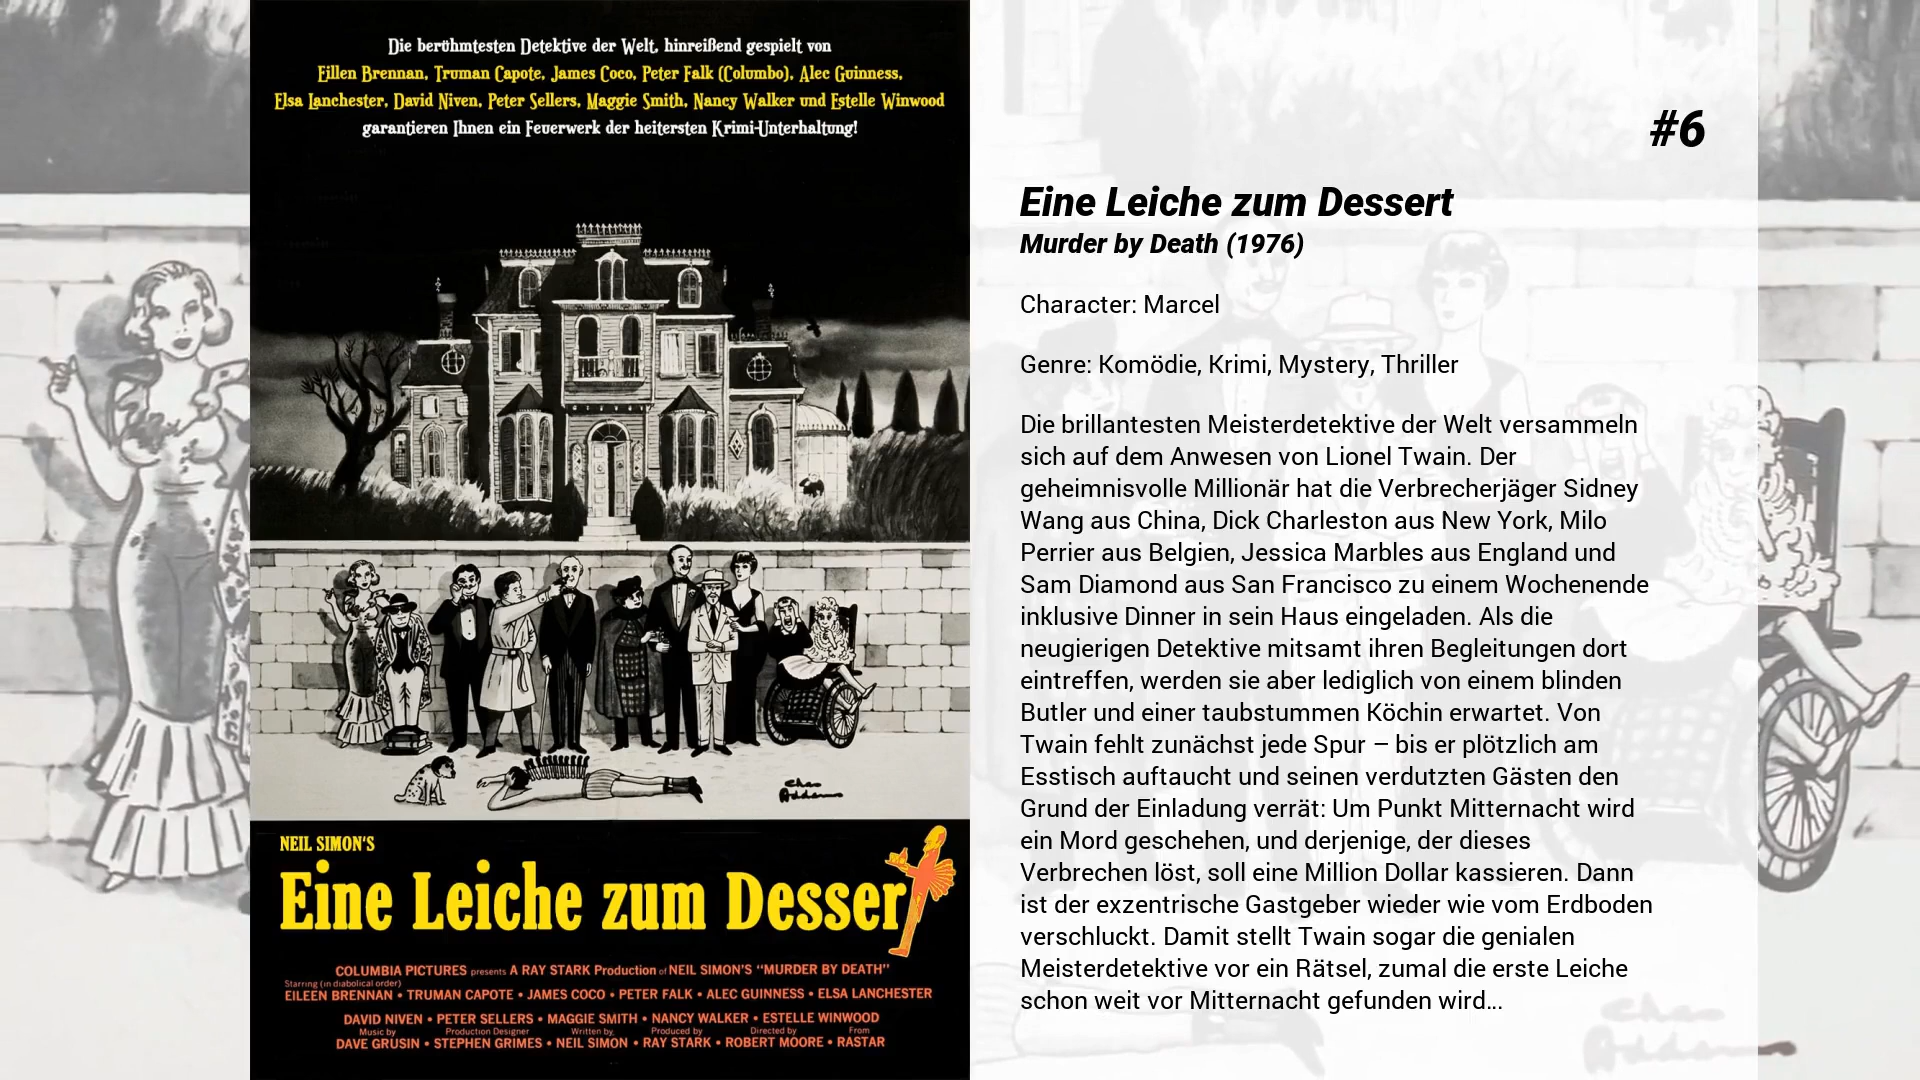 Die berühmtesten Detektive der Welt, hinreißend gespielt von
Eillen Brennan, Truman Capote, James Coco, Peter Falk (Columbo), Alec Guinness,
Elsa Lanchester, David Niven, Peter Sellers, Maggie Smith, Nancy Walker und Estelle Winwood
garantieren Ihnen ein Feuerwerk der heitersten Krimi-Unterhaltung!
Chas
Addams
NEIL SIMON'S
Eine Leiche zum Dessert
COLUMBIA PICTURES presents A RAY STARK Production of NEIL SIMON'S "MURDER BY DEATH"
Starring (in diabolical order)
EILEEN BRENNAN • TRUMAN CAPOTE • JAMES COCO • PETER FALK • ALEC GUINNESS • ELSA LANCHESTER
DAVID NIVEN • PETER SELLERS • MAGGIE SMITH • NANCY WALKER • ESTELLE WINWOOD
Music by Production Designer Written by Produced by Directed by From
DAVE GRUSIN • STEPHEN GRIMES • NEIL SIMON • RAY STARK • ROBERT MOORE • RASTAR
#6
Eine Leiche zum Dessert
Murder by Death (1976)
Character: Marcel
Genre: Komödie, Krimi, Mystery, Thriller
Die brillantesten Meisterdetektive der Welt versammeln
sich auf dem Anwesen von Lionel Twain. Der
geheimnisvolle Millionär hat die Verbrecherjäger Sidney
Wang aus China, Dick Charleston aus New York, Milo
Perrier aus Belgien, Jessica Marbles aus England und
Sam Diamond aus San Francisco zu einem Wochenende
inklusive Dinner in sein Haus eingeladen. Als die
neugierigen Detektive mitsamt ihren Begleitungen dort
eintreffen, werden sie aber lediglich von einem blinden
Butler und einer taubstummen Köchin erwartet. Von
Twain fehlt zunächst jede Spur – bis er plötzlich am
Esstisch auftaucht und seinen verdutzten Gästen den
Grund der Einladung verrät: Um Punkt Mitternacht wird
ein Mord geschehen, und derjenige, der dieses
Verbrechen löst, soll eine Million Dollar kassieren. Dann
ist der exzentrische Gastgeber wieder wie vom Erdboden
verschluckt. Damit stellt Twain sogar die genialen
Meisterdetektive vor ein Rätsel, zumal die erste Leiche
schon weit vor Mitternacht gefunden wird...
Chas
Addams